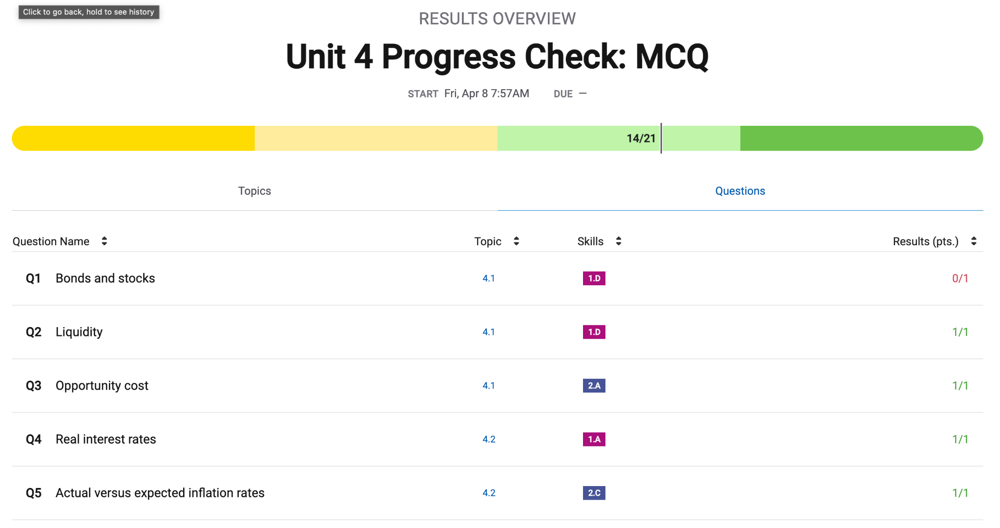 Click to go back, hold to see history
RESULTS OVERVIEW
Unit 4 Progress Check: MCQ
START Fri, Apr 8 7:57AM DUE —
14/21
Topics Questions
Question Name Topic Skills Results (pts.)
Q1 Bonds and stocks 4.1 1.D 0/1
Q2 Liquidity 4.1 1.D 1/1
Q3 Opportunity cost 4.1 2.A 1/1
Q4 Real interest rates 4.2 1.A 1/1
Q5 Actual versus expected inflation rates 4.2 2.C 1/1